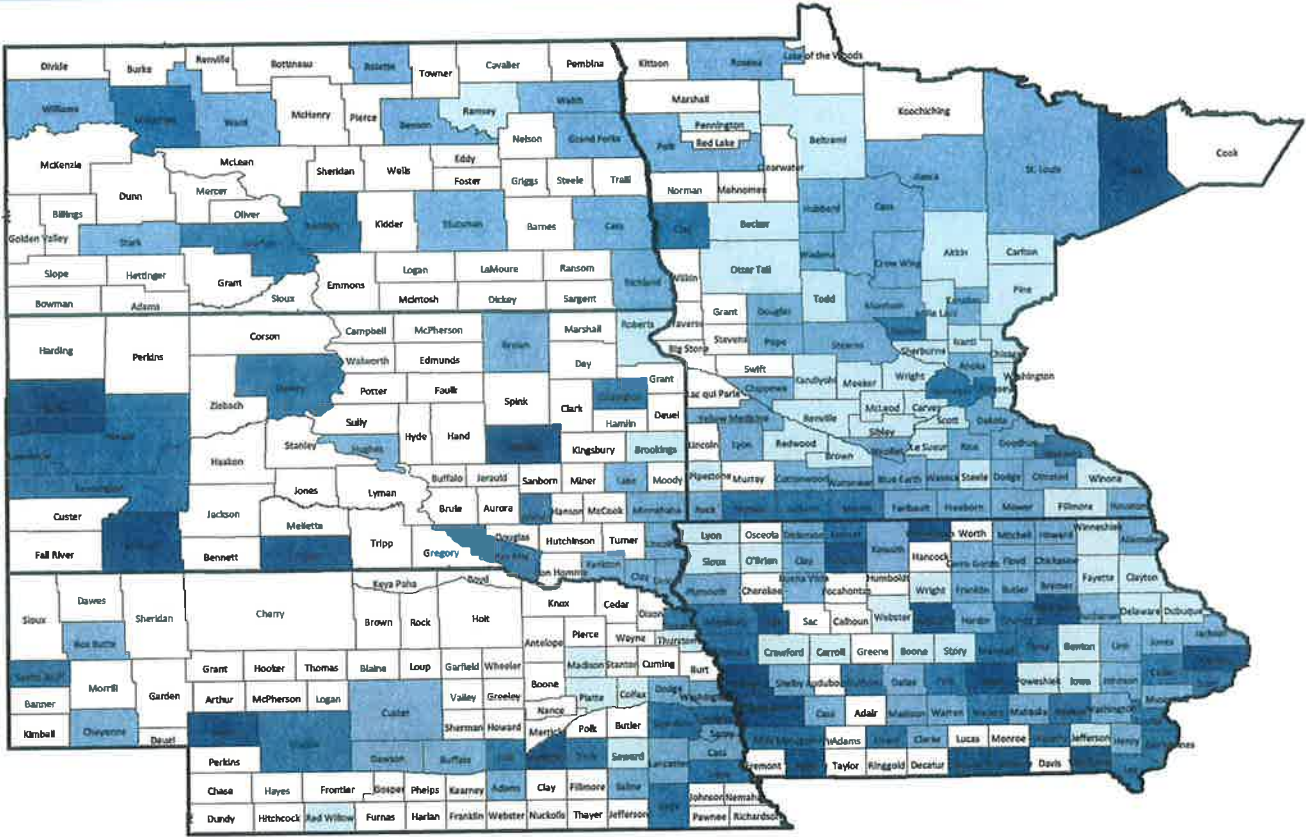 Divide
Burke
Renville
Bottineau
Rolette
Towner
Cavalier
Pembina
Williams
Ward
McHenry
Pierce
Benson
Ramsey
Walsh
McKenzie
McLean
Sheridan
Wells
Eddy
Foster
Nelson
Grand Forks
Griggs
Steele
Traill
Dunn
Mercer
Oliver
Billings
Golden Valley
Stark
Kidder
Stutsman
Barnes
Cass
Slope
Hettinger
Grant
Sioux
Emmons
Logan
LaMoure
Ransom
Richland
Bowman
Adams
McIntosh
Dickey
Sargent
Kittson
Roseau
Lake of the Woods
Marshall
Pennington
Red Lake
Polk
Beltrami
Clearwater
Koochiching
Itasca
St. Louis
Cook
Norman
Mahnomen
Hubbard
Cass
Clay
Becker
Wadena
Crow Wing
Aitkin
Carlton
Wilkin
Otter Tail
Todd
Morrison
Pine
Grant
Douglas
Stevens
Pope
Stearns
Isanti
Sherburne
Anoka
Big Stone
Swift
Kandiyohi
Meeker
Wright
Washington
Lac qui Parle
Chippewa
Yellow Medicine
Renville
McLeod
Carver
Scott
Dakota
Sibley
Lincoln
Lyon
Redwood
Brown
Nicollet
Le Sueur
Rice
Goodhue
Pipestone
Murray
Cottonwood
Watonwan
Blue Earth
Waseca
Steele
Dodge
Olmsted
Winona
Rock
Faribault
Freeborn
Mower
Fillmore
Houston
Harding
Perkins
Corson
Campbell
McPherson
Brown
Marshall
Roberts
Walworth
Edmunds
Day
Dewey
Ziebach
Potter
Faulk
Spink
Clark
Grant
Codington
Deuel
Hamlin
Sully
Haakon
Stanley
Hughes
Hyde
Hand
Kingsbury
Brookings
Jones
Lyman
Buffalo
Jerauld
Sanborn
Miner
Lake
Moody
Custer
Jackson
Mellette
Brule
Aurora
Hanson
McCook
Minnehaha
Fall River
Bennett
Tripp
Gregory
Douglas
Hutchinson
Turner
Yankton
Clay
Sioux
Dawes
Sheridan
Box Butte
Cherry
Keya Paha
Boyd
Brown
Rock
Holt
Knox
Cedar
Dixon
Antelope
Pierce
Wayne
Thurston
Scotts Bluff
Morrill
Garden
Banner
Grant
Hooker
Thomas
Blaine
Loup
Garfield
Wheeler
Boone
Madison
Stanton
Cuming
Burt
Arthur
McPherson
Logan
Custer
Valley
Greeley
Nance
Platte
Colfax
Dodge
Washington
Kimball
Cheyenne
Deuel
Sherman
Howard
Merrick
Polk
Butler
Perkins
Dawson
Buffalo
Seward
Lancaster
Cass
Chase
Hayes
Frontier
Gosper
Phelps
Kearney
Adams
Clay
Fillmore
Saline
Johnson
Nemaha
Dundy
Hitchcock
Red Willow
Furnas
Harlan
Franklin
Webster
Nuckolls
Thayer
Jefferson
Gage
Pawnee
Richardson
Lyon
Osceola
Dickinson
Worth
Mitchell
Howard
Winneshiek
Allamakee
Sioux
O'Brien
Clay
Kossuth
Hancock
Cerro Gordo
Floyd
Chickasaw
Plymouth
Cherokee
Buena Vista
Pocahontas
Humboldt
Wright
Franklin
Butler
Bremer
Fayette
Clayton
Sac
Calhoun
Webster
Hardin
Delaware
Dubuque
Crawford
Carroll
Greene
Boone
Story
Benton
Linn
Jones
Jackson
Shelby
Audubon
Dallas
Poweshiek
Iowa
Johnson
Cass
Adair
Madison
Warren
Washington
Adams
Clarke
Lucas
Monroe
Jefferson
Henry
Fremont
Taylor
Ringgold
Decatur
Davis